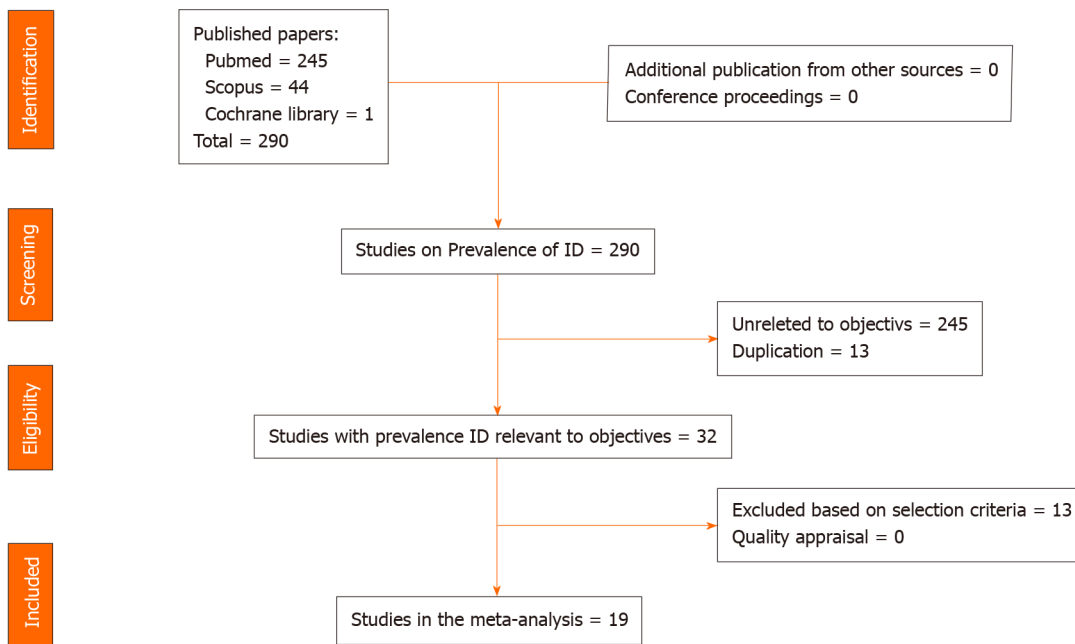 Identification
Published papers:
Pubmed = 245
Scopus = 44
Cochrane library = 1
Total = 290
Additional publication from other sources = 0
Conference proceedings = 0
Screening
Studies on Prevalence of ID = 290
Unreleted to objectivs = 245
Duplication = 13
Eligibility
Studies with prevalence ID relevant to objectives = 32
Excluded based on selection criteria = 13
Quality appraisal = 0
Included
Studies in the meta-analysis = 19